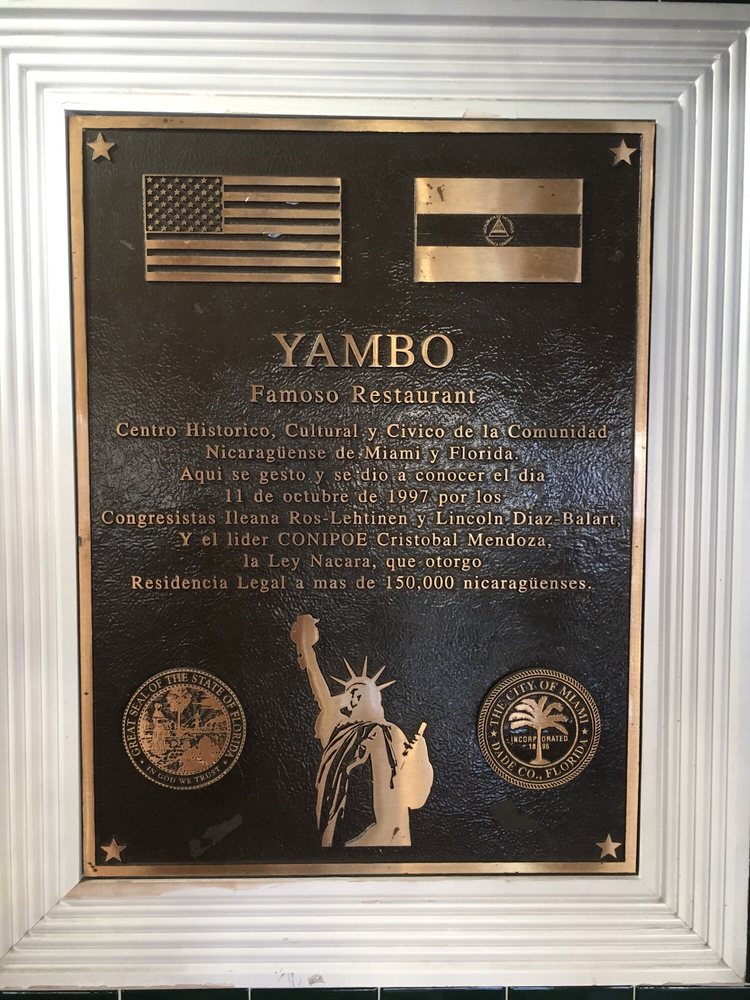 YAMBO
Famoso Restaurant
Centro Historico, Cultural y Civico de la Comunidad
Nicaragüense de Miami y Florida.
Aqui se gesto y se dio a conocer el dia
11 de octubre de 1997 por los
Congresistas Ileana Ros-Lehtinen y Lincoln Diaz-Balart,
Y el lider CONIPOE Cristobal Mendoza,
la Ley Nacara, que otorgo
Residencia Legal a mas de 150,000 nicaragüenses.
GREAT SEAL OF THE STATE OF FLORIDA
IN GOD WE TRUST
THE CITY OF MIAMI
INCORPORATED
1896
DADE CO., FLORIDA